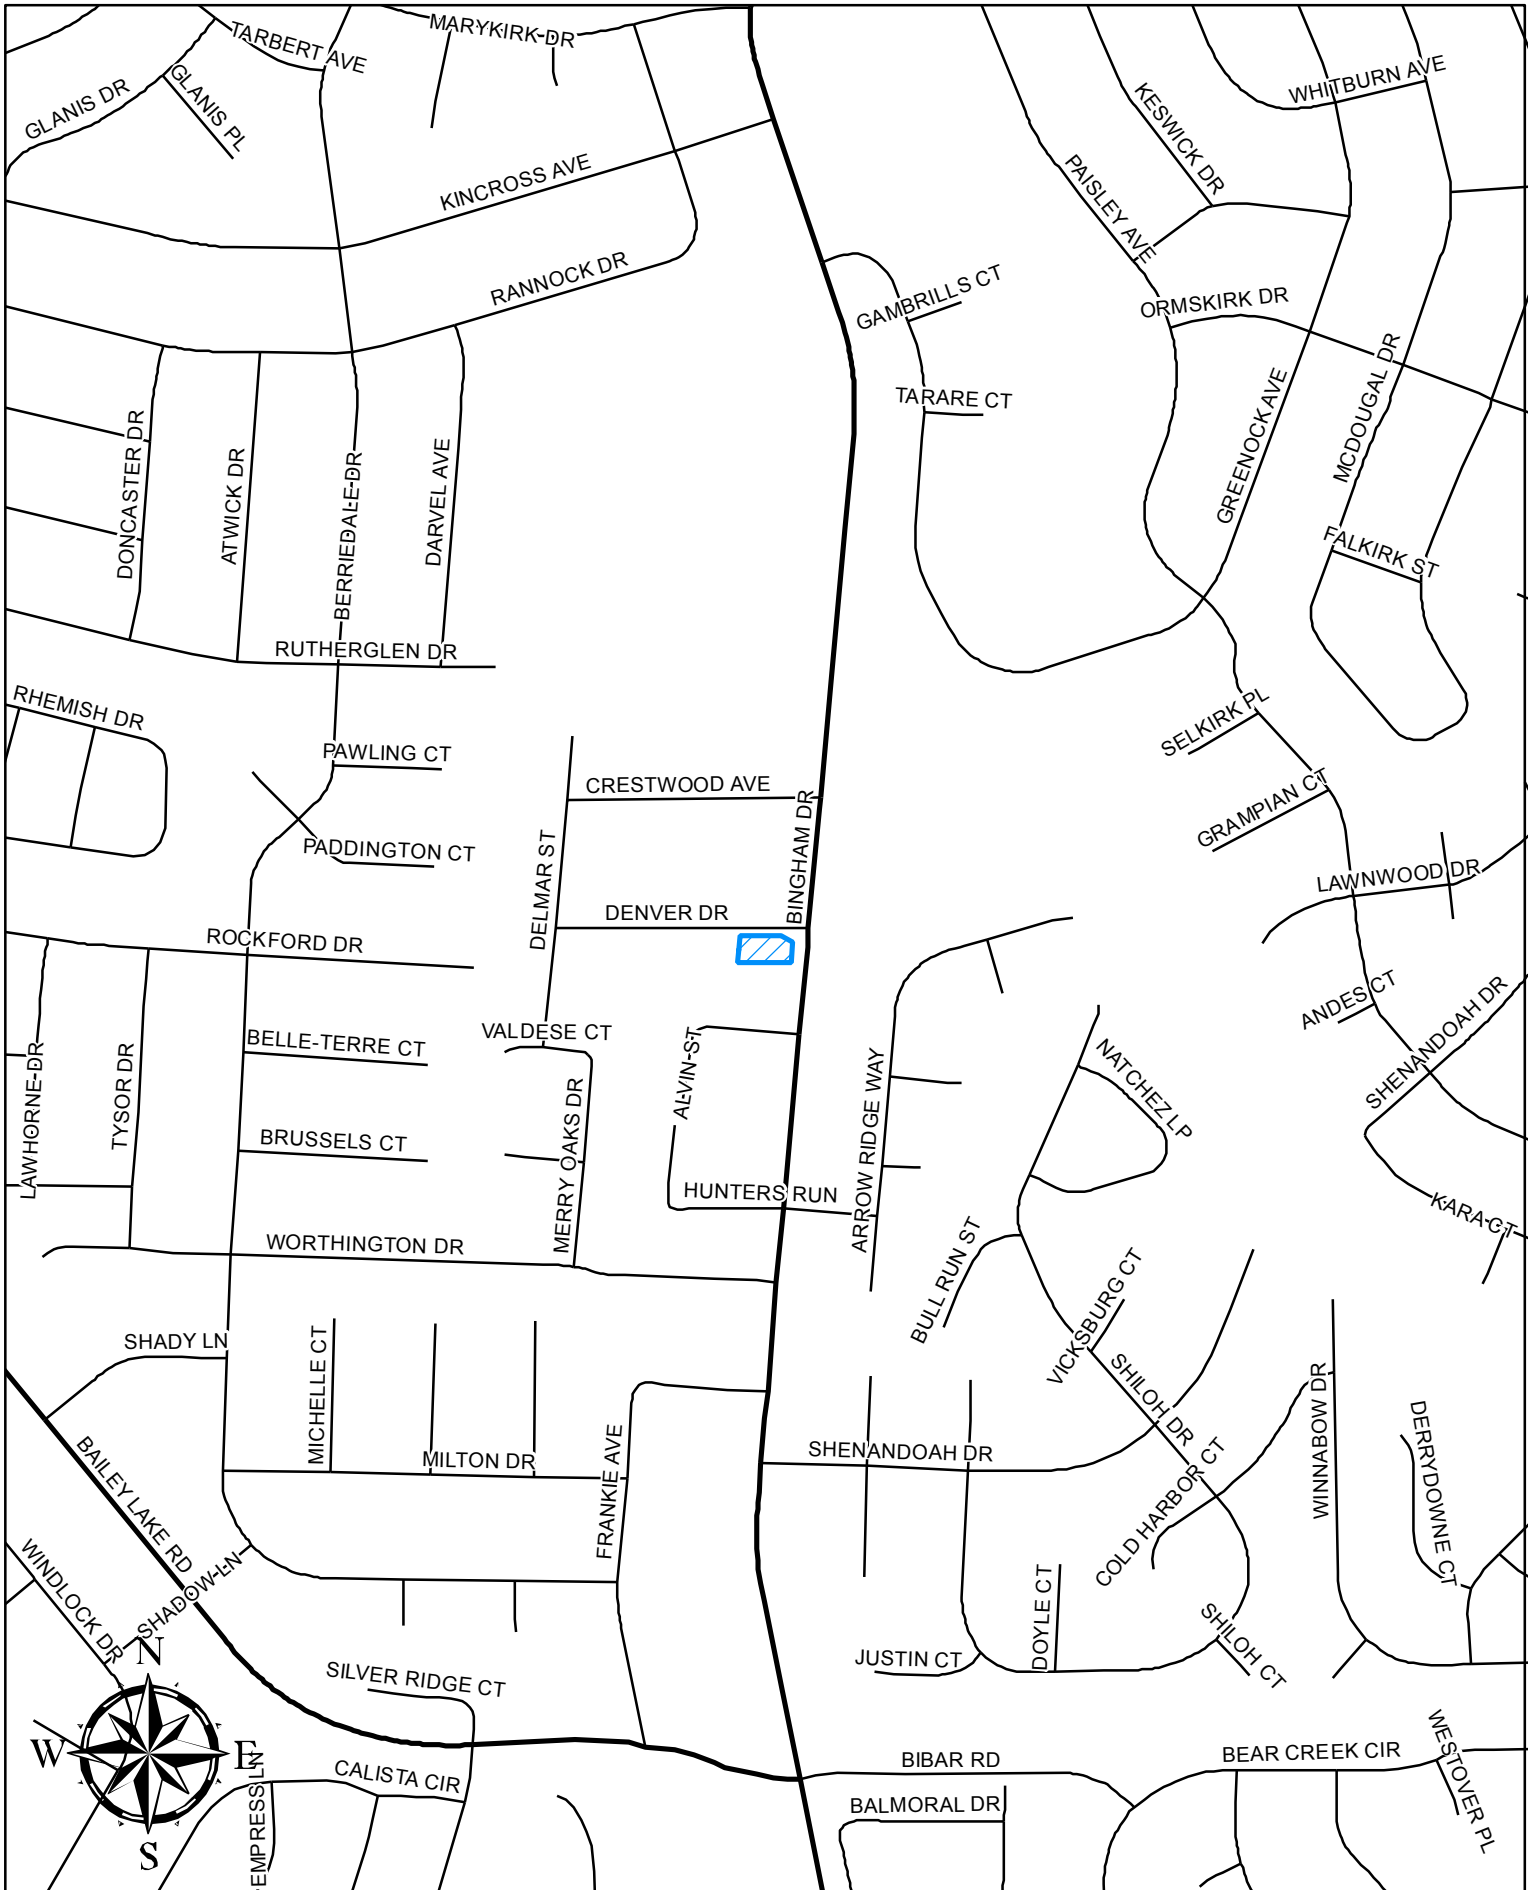 MARYKIRK DR
TARBERT AVE
GLANIS DR
GLANIS PL
WHITBURN AVE
KESWICK DR
KINCROSS AVE
PAISLEY AVE
RANNOCK DR
GAMBRILLS CT
ORMSKIRK DR
TARARE CT
GREENOCK AVE
MCDOUGAL DR
DONCASTER DR
ATWICK DR
BERRIEDALE DR
DARVEL AVE
FALKIRK ST
RUTHERGLEN DR
RHEMISH DR
SELKIRK PL
PAWLING CT
CRESTWOOD AVE
GRAMPIAN CT
PADDINGTON CT
DELMAR ST
BINGHAM DR
LAWNWOOD DR
DENVER DR
ROCKFORD DR
ANDES CT
SHENANDOAH DR
VALDESE CT
BELLE-TERRE CT
ALVIN ST
LAWHORNE DR
TYSOR DR
BRUSSELS CT
MERRY OAKS DR
ARROW RIDGE WAY
NATCHEZ LP
HUNTERS RUN
KARA CT
WORTHINGTON DR
BULL RUN ST
VICKSBURG CT
SHADY LN
MICHELLE CT
SHILOH DR
WINNABOW DR
DERRYDOWNE CT
BAILEY LAKE RD
MILTON DR
FRANKIE AVE
SHENANDOAH DR
COLD HARBOR CT
WINDLOCK DR
SHADOW LN
DOYLE CT
SHILOH CT
JUSTIN CT
SILVER RIDGE CT
N
W
E
S
BIBAR RD
BEAR CREEK CIR
WESTOVER PL
CALISTA CIR
EMPRESS LN
BALMORAL DR